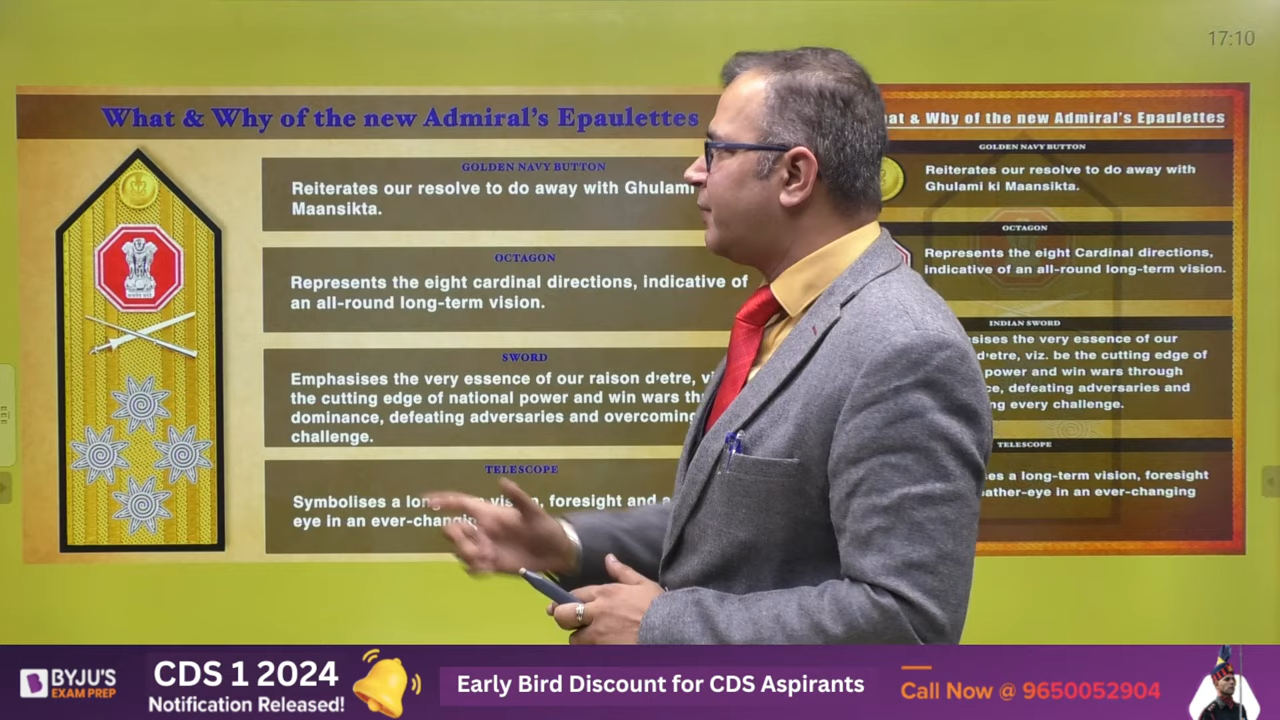 17:10
What & Why of the new Admiral's Epaulettes
GOLDEN NAVY BUTTON
Reiterates our resolve to do away with Ghulami
Maansikta.
OCTAGON
Represents the eight cardinal directions, indicative of
an all-round long-term vision.
SWORD
Emphasises the very essence of our raison d'etre,
the cutting edge of national power and win wars
dominance, defeating adversaries and overcoming
challenge.
TELESCOPE
Symbolises a long vision, foresight and a
eye in an ever-changing
& Why of the new Admiral's Epaulettes
GOLDEN NAVY BUTTON
Reiterates our resolve to do away with
Ghulami ki Maansikta.
OCTAGON
Represents the eight Cardinal directions,
indicative of an all-round long-term vision.
INDIAN SWORD
the very essence of our
d'etre, viz. be the cutting edge of
power and win wars through
defeating adversaries and
every challenge.
TELESCOPE
a long-term vision, foresight
in an ever-changing
BYJU'S
EXAM PREP
CDS 1 2024
Notification Released!
Early Bird Discount for CDS Aspirants
Call Now @ 9650052904